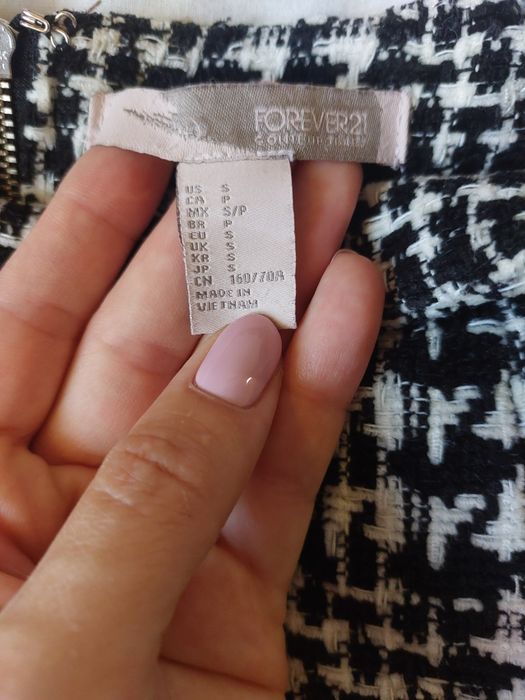 FOREVER21
US S
CA P
MX S/P
BR P
EU S
UK S
KR S
JP S
CN 160/70A
MADE IN
VIETNAM